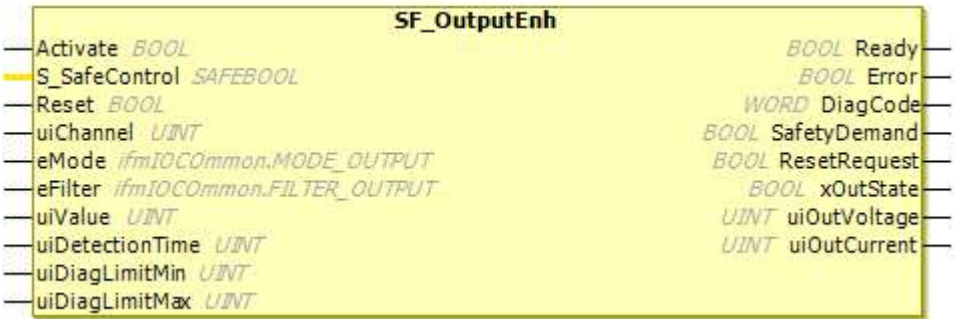 SF_OutputEnh
Activate BOOL BOOL Ready
S_SafeControl SAFEBOOL BOOL Error
Reset BOOL WORD DiagCode
uiChannel UINT BOOL SafetyDemand
eMode ifmIOCOmmon.MODE_OUTPUT BOOL ResetRequest
eFilter ifmIOCOmmon.FILTER_OUTPUT BOOL xOutState
uiValue UINT UINT uiOutVoltage
uiDetectionTime UINT UINT uiOutCurrent
uiDiagLimitMin UINT
uiDiagLimitMax UINT